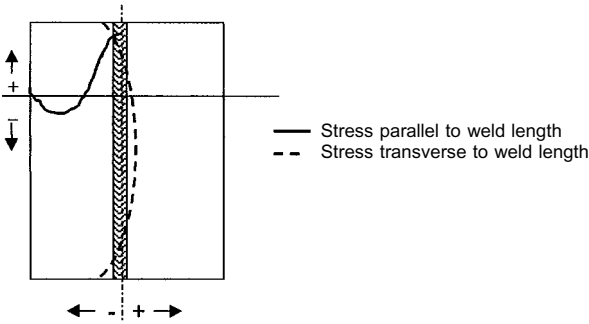 +
–
Stress parallel to weld length
Stress transverse to weld length
- +